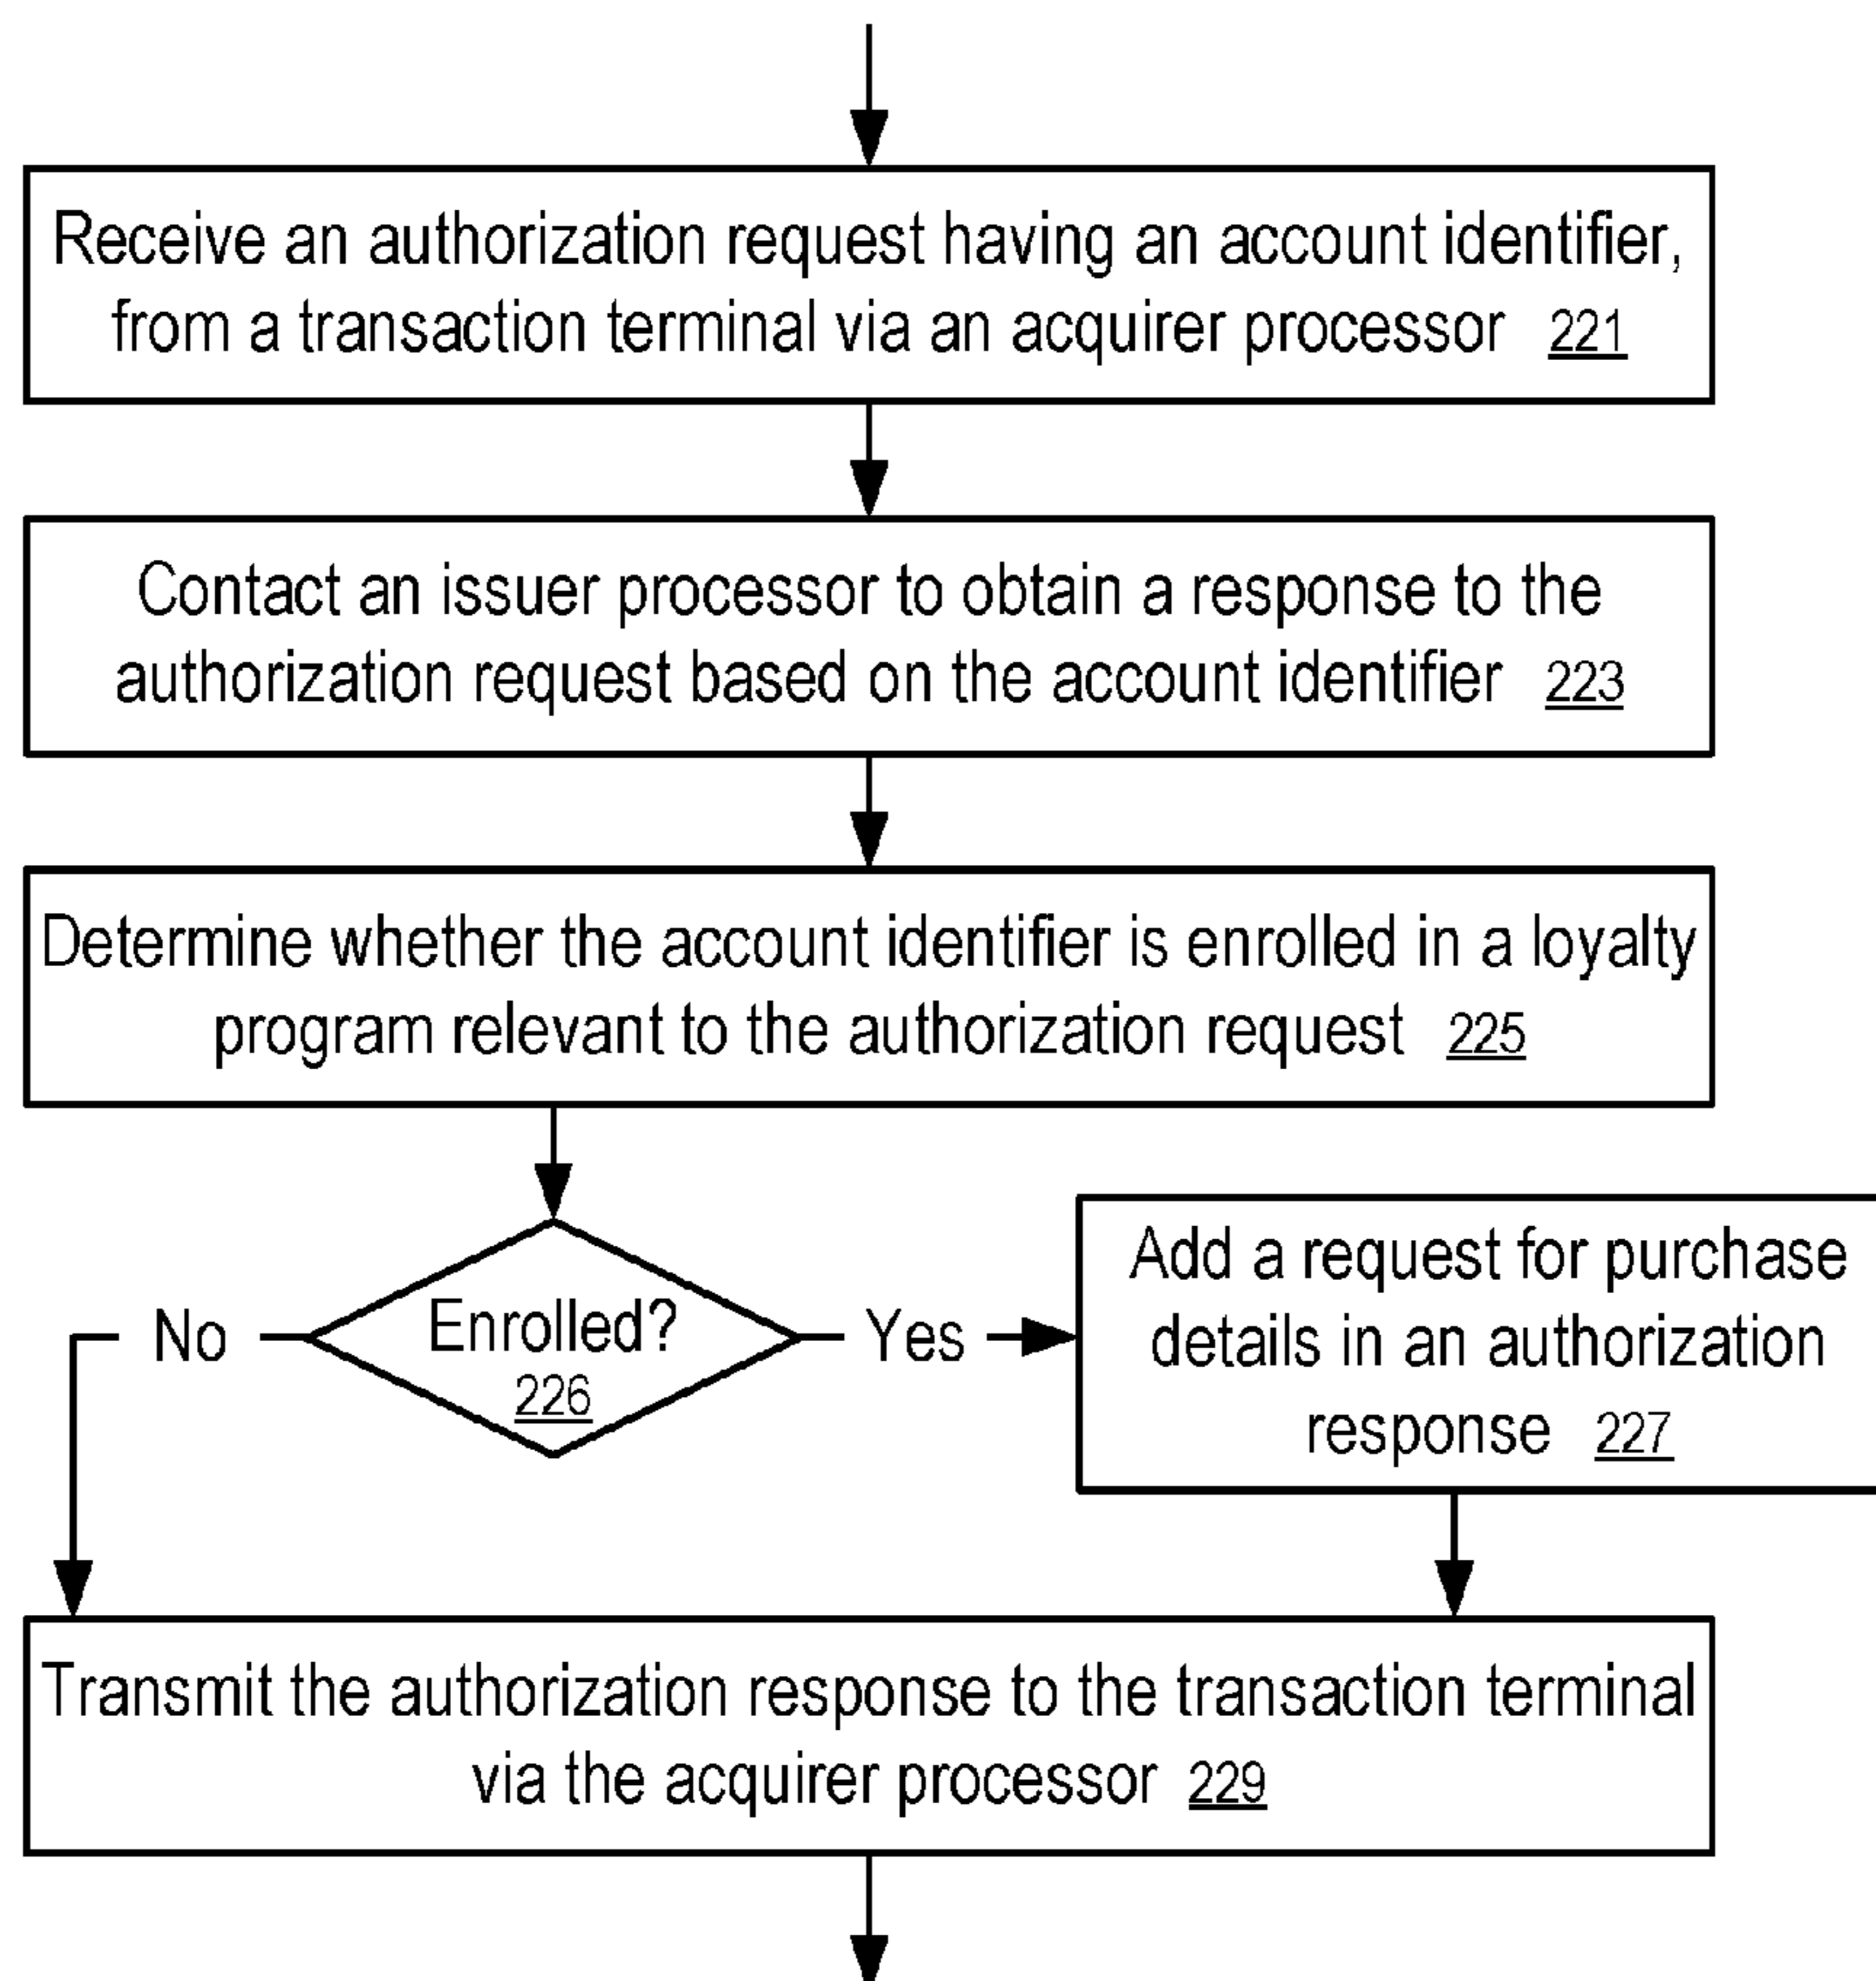 Receive an authorization request having an account identifier,
from a transaction terminal via an acquirer processor 221
Contact an issuer processor to obtain a response to the
authorization request based on the account identifier 223
Determine whether the account identifier is enrolled in a loyalty
program relevant to the authorization request 225
No
Enrolled?
226
Yes
Add a request for purchase
details in an authorization
response 227
Transmit the authorization response to the transaction terminal
via the acquirer processor 229